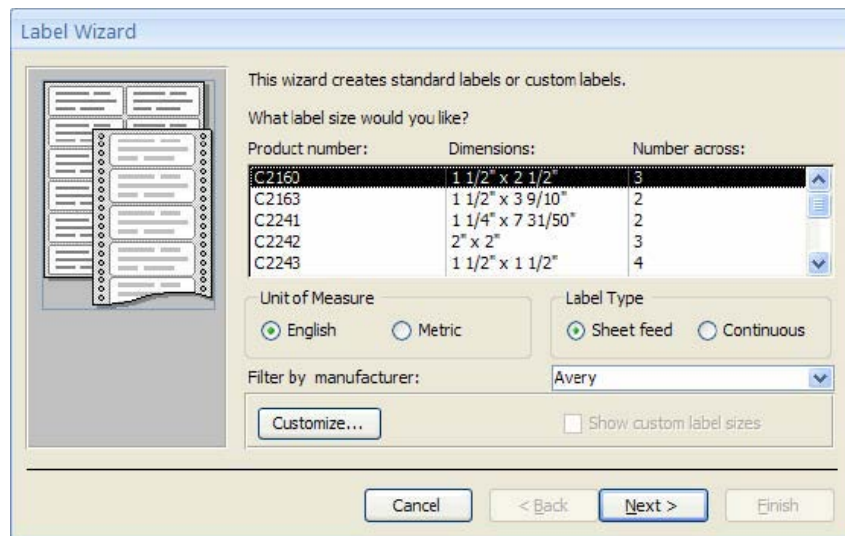 Label Wizard
This wizard creates standard labels or custom labels.
What label size would you like?
Product number: Dimensions: Number across:
C2160 1 1/2" x 2 1/2" 3
C2163 1 1/2" x 3 9/10" 2
C2241 1 1/4" x 7 31/50" 2
C2242 2" x 2" 3
C2243 1 1/2" x 1 1/2" 4
Unit of Measure Label Type
English Metric Sheet feed Continuous
Filter by manufacturer: Avery
Customize... Show custom label sizes
Cancel < Back Next > Finish